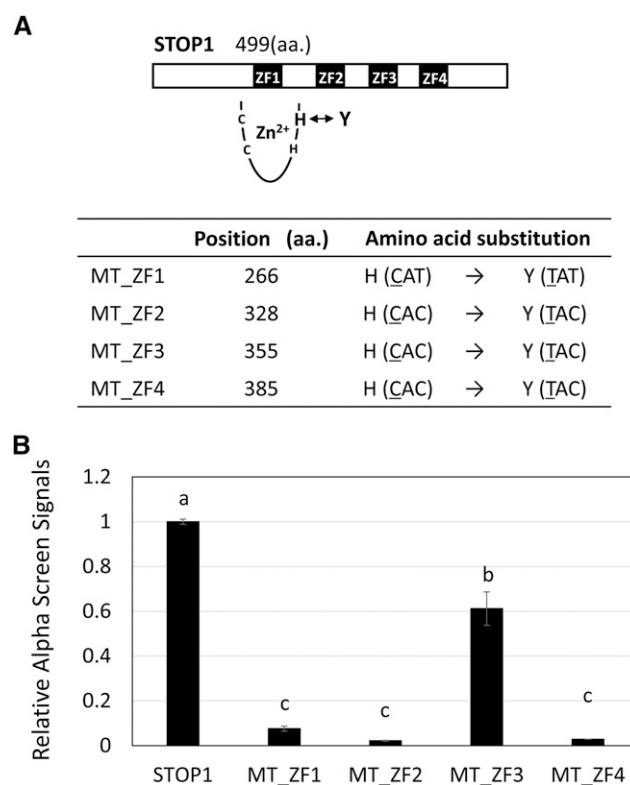 A
STOP1 499(aa.)
ZF1 ZF2 ZF3 ZF4
C Zn²⁺ H ↔ Y
C H
Position (aa.) Amino acid substitution
MT_ZF1 266 H (CAT) → Y (TAT)
MT_ZF2 328 H (CAC) → Y (TAC)
MT_ZF3 355 H (CAC) → Y (TAC)
MT_ZF4 385 H (CAC) → Y (TAC)
B
Relative Alpha Screen Signals
1.2
1
0.8
0.6
0.4
0.2
0
a
c
c
b
c
STOP1 MT_ZF1 MT_ZF2 MT_ZF3 MT_ZF4